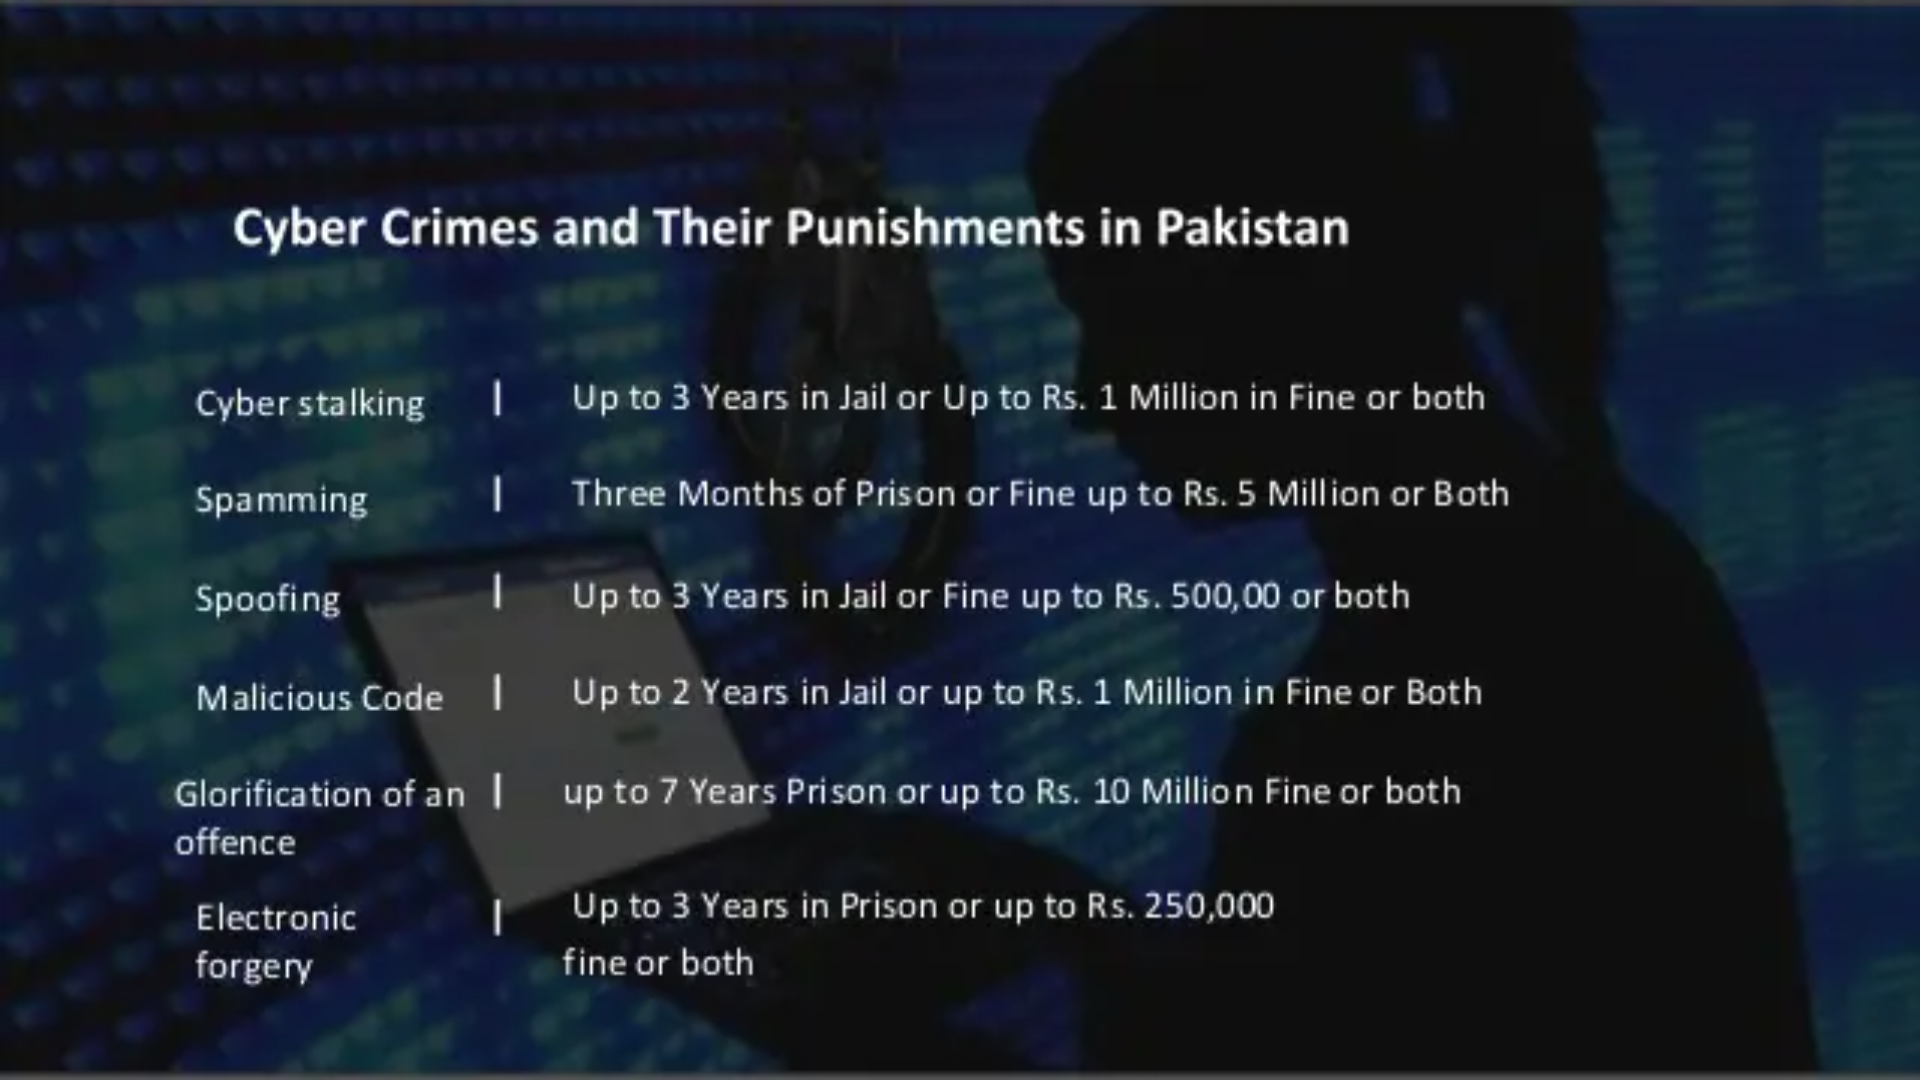 Cyber Crimes and Their Punishments in Pakistan
Cyber stalking | Up to 3 Years in Jail or Up to Rs. 1 Million in Fine or both
Spamming | Three Months of Prison or Fine up to Rs. 5 Million or Both
Spoofing | Up to 3 Years in Jail or Fine up to Rs. 500,00 or both
Malicious Code | Up to 2 Years in Jail or up to Rs. 1 Million in Fine or Both
Glorification of an | up to 7 Years Prison or up to Rs. 10 Million Fine or both
offence
Electronic | Up to 3 Years in Prison or up to Rs. 250,000
forgery fine or both